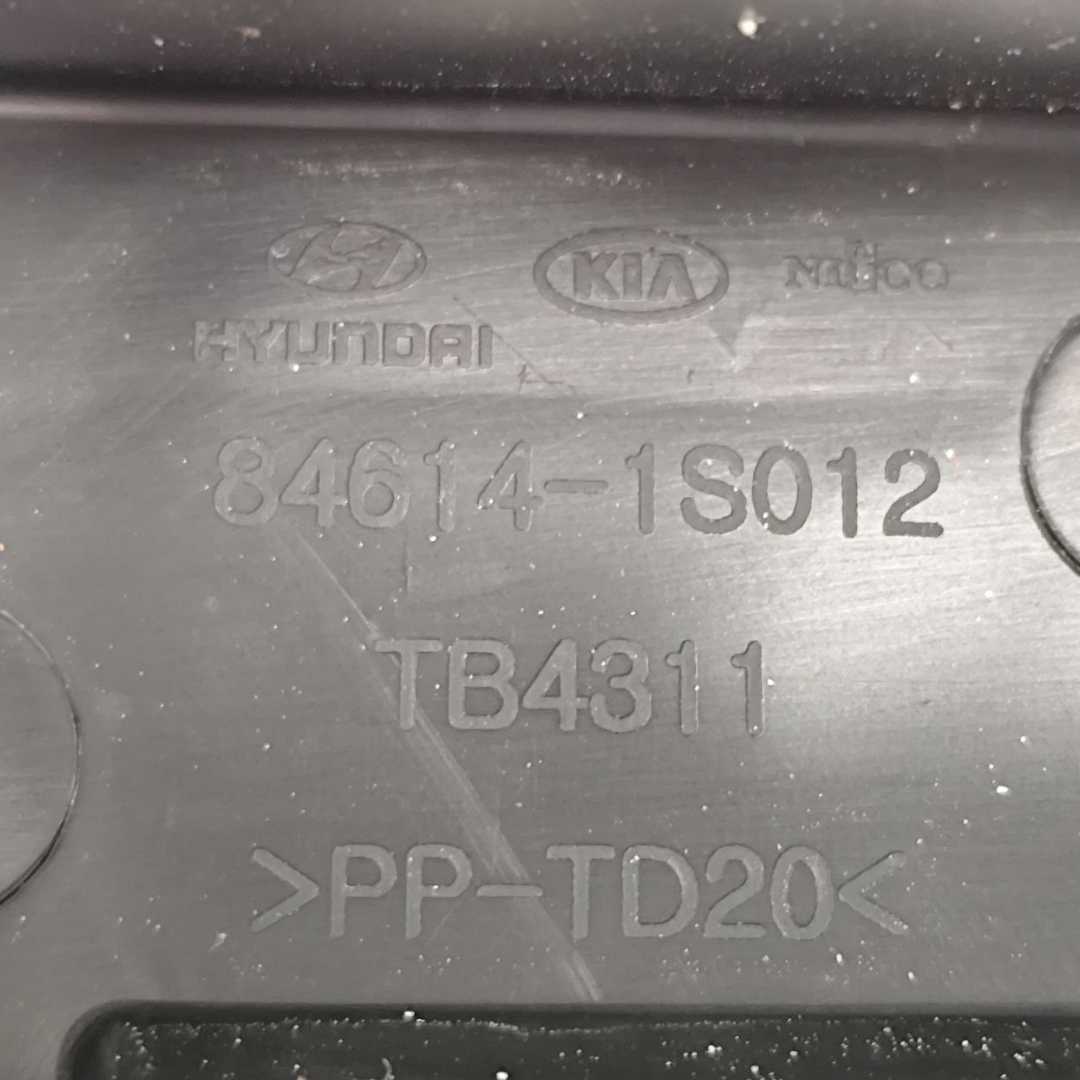 KIA
HYUNDAI
84614-1S012
TB4311
>PP-TD20<